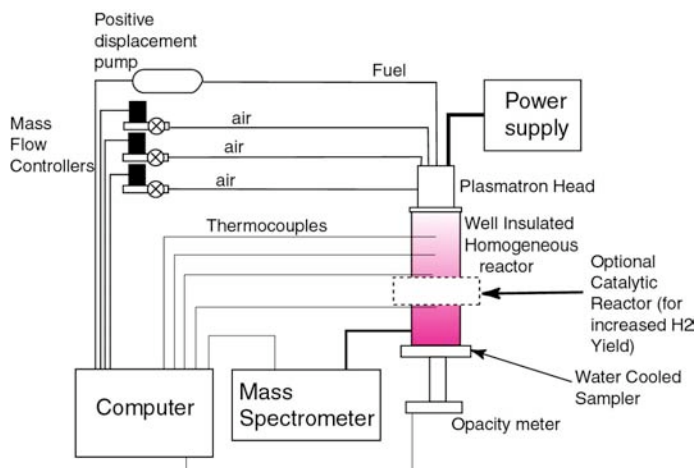 Positive
displacement
pump
Fuel
Power
supply
Mass
Flow
Controllers
air
air
air
Plasmatron Head
Thermocouples
Well Insulated
Homogeneous
reactor
Optional
Catalytic
Reactor (for
increased H2
Yield)
Water Cooled
Sampler
Computer
Mass
Spectrometer
Opacity meter